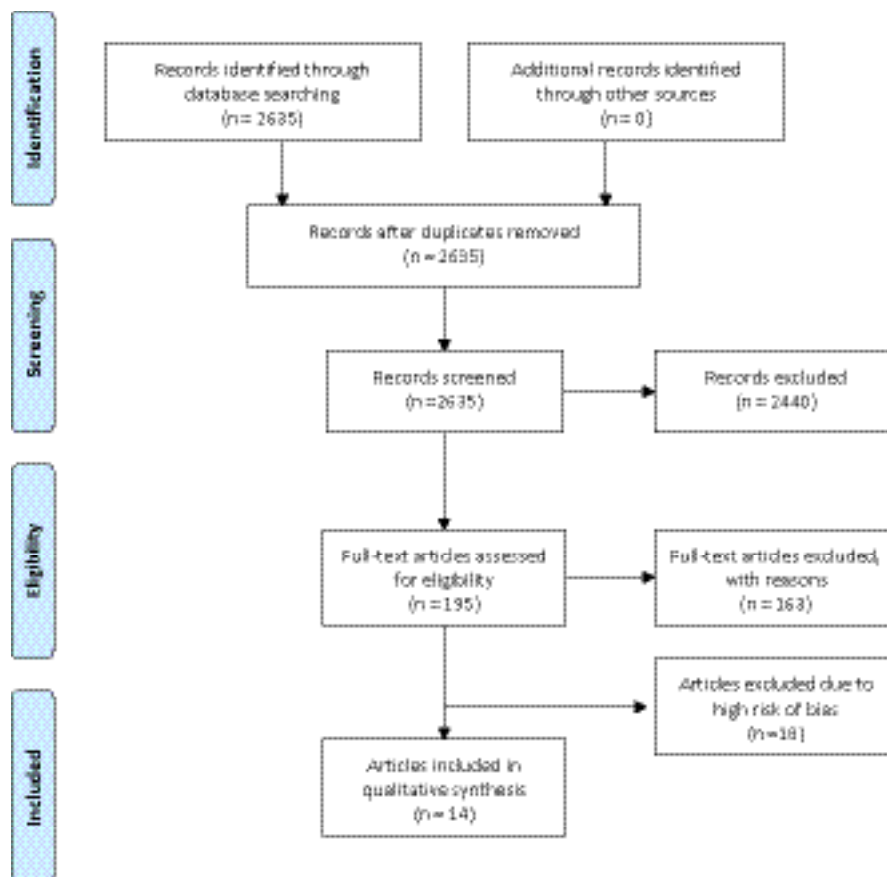 Identification
Records identified through
database searching
(n = 2635)
Additional records identified
through other sources
(n = 0)
Records after duplicates removed
(n = 2635)
Screening
Records screened
(n =2635)
Records excluded
(n = 2440)
Eligibility
Full-text articles assessed
for eligibility
(n =195)
Full-text articles excluded,
with reasons
(n = 163)
Articles excluded due to
high risk of bias
(n =18)
Included
Articles included in
qualitative synthesis
(n = 14)